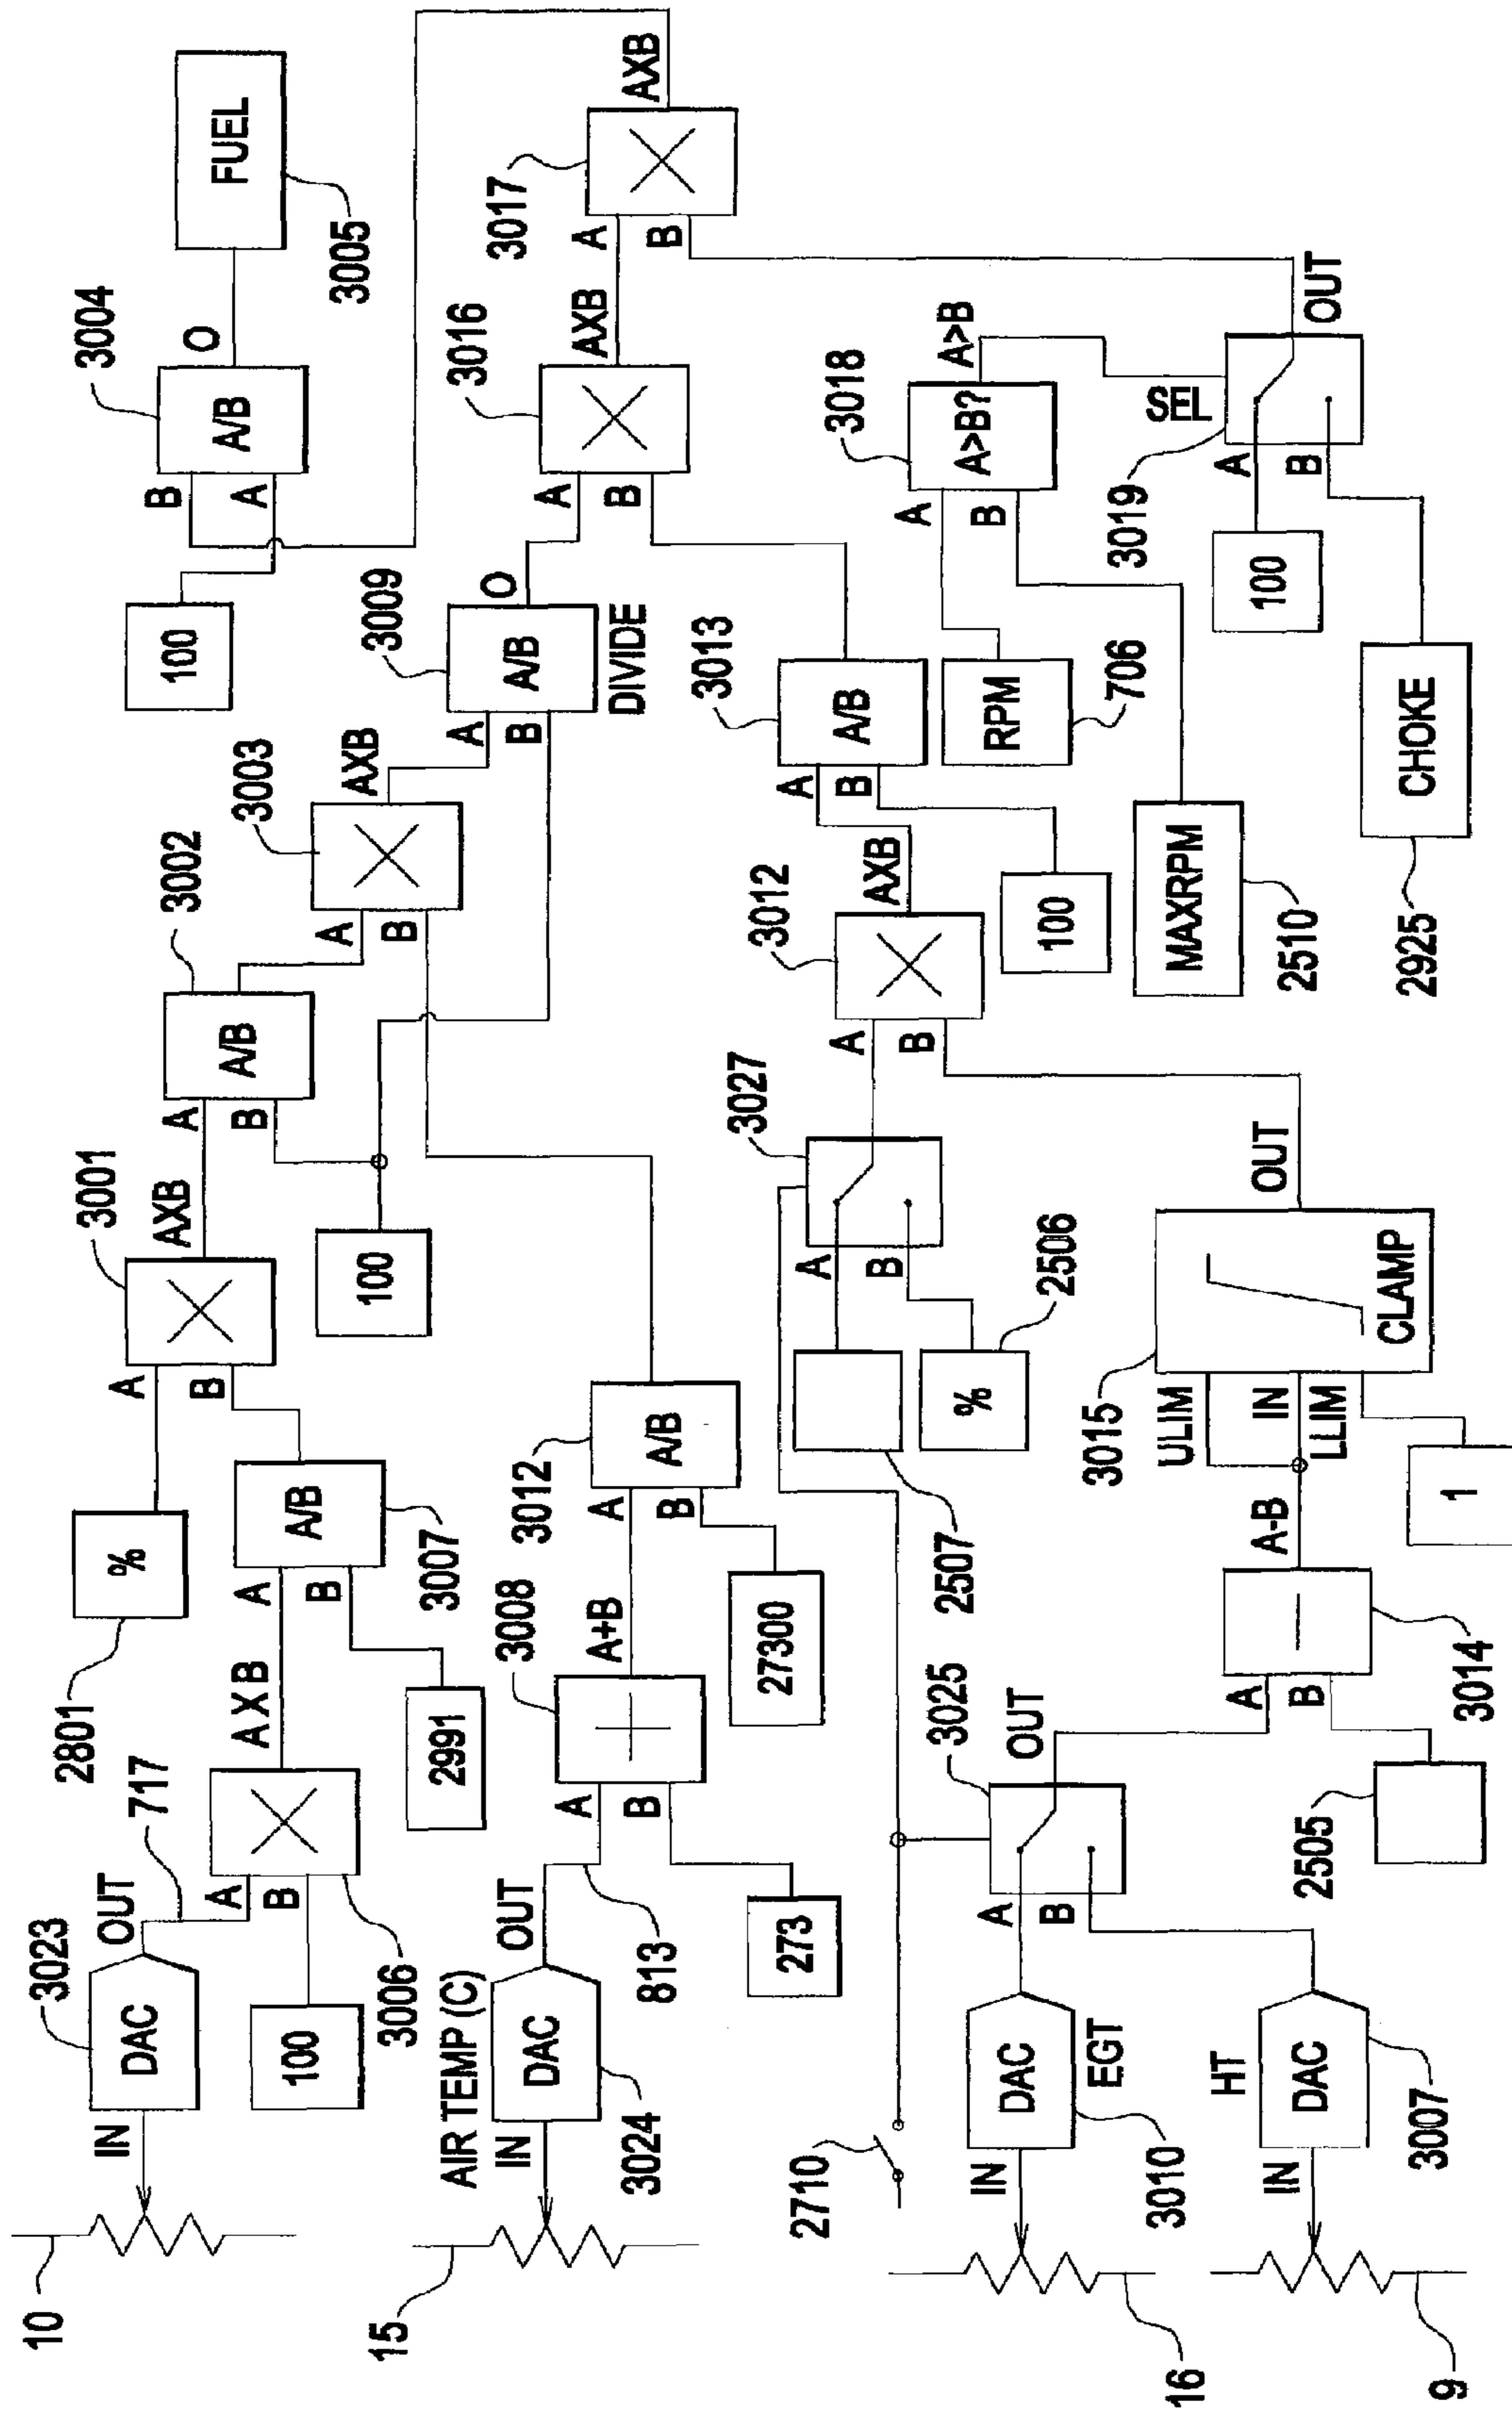 10
IN
DAC
3023
OUT
717
A
B
100
3006
A X B
2801
%
A
B
2991
A/B
3007
A
B
3001
AXB
100
A
B
A/B
3002
A
B
3003
AXB
A
B
A/B
3009
DIVIDE
O
100
B
A
A/B
3004
O
FUEL
3005
15
AIR TEMP (C)
IN
DAC
3024
OUT
813
273
A
B
3008
A+B
27300
A
B
A/B
3012
A
B
3016
AXB
A
B
3017
AXB
2710
2507
%
2506
A
B
3027
A
B
3012
AXB
100
A
B
A/B
3013
RPM
706
MAXRPM
2510
A
B
A>B?
3018
A>B
100
CHOKE
2925
A
B
3019
SEL
OUT
16
IN
DAC
EGT
3010
9
IN
HT
DAC
3007
A
B
3025
OUT
2505
A
B
3014
A-B
1
3015
ULIM
IN
LLIM
CLAMP
OUT